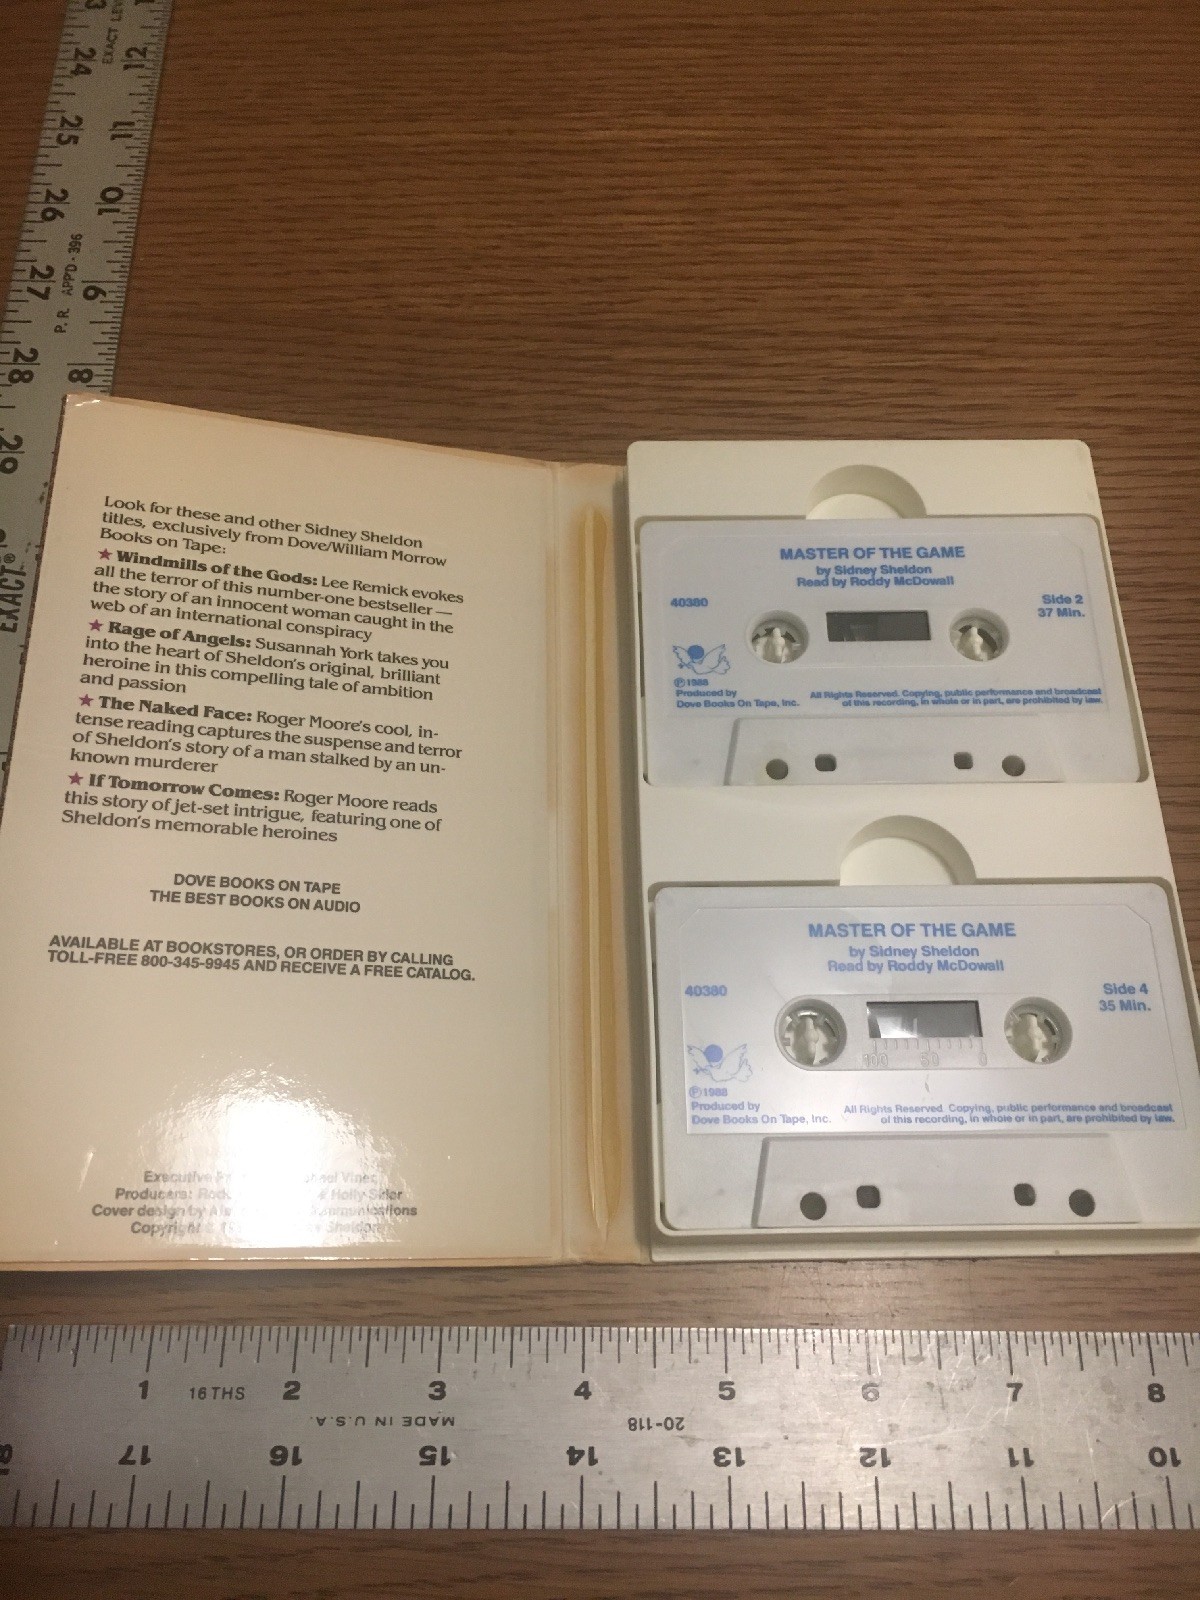 Look for these and other Sidney Sheldon
titles, exclusively from Dove/William Morrow
Books on Tape:
★ Windmills of the Gods: Lee Remick evokes
all the terror of this number-one bestseller —
the story of an innocent woman caught in the
web of an international conspiracy
★ Rage of Angels: Susannah York takes you
into the heart of Sheldon's original, brilliant
heroine in this compelling tale of ambition
and passion
★ The Naked Face: Roger Moore's cool, in-
tense reading captures the suspense and terror
of Sheldon's story of a man stalked by an un-
known murderer
★ If Tomorrow Comes: Roger Moore reads
this story of jet-set intrigue, featuring one of
Sheldon's memorable heroines
DOVE BOOKS ON TAPE
THE BEST BOOKS ON AUDIO
AVAILABLE AT BOOKSTORES, OR ORDER BY CALLING
TOLL-FREE 800-345-9945 AND RECEIVE A FREE CATALOG.
Executive
Producers: & Holly
Cover design by
Copyright
MASTER OF THE GAME
by Sidney Sheldon
Read by Roddy McDowall
40380
Side 2
37 Min.
℗1988
Produced by
Dove Books On Tape, Inc.
All Rights Reserved. Copying, public performance and broadcast
of this recording, in whole or in part, are prohibited by law.
MASTER OF THE GAME
by Sidney Sheldon
Read by Roddy McDowall
40380
Side 4
35 Min.
100 50 0
℗1988
Produced by
Dove Books On Tape, Inc.
All Rights Reserved. Copying, public performance and broadcast
of this recording, in whole or in part, are prohibited by law.
24 25 26 27 28 29
12 11 10 9 8
P.R. APP'D-396
EXACT®
1 16 THS 2 3 4 5 6 7 8
MADE IN U.S.A. 20-118
17 16 15 14 13 12 11 10